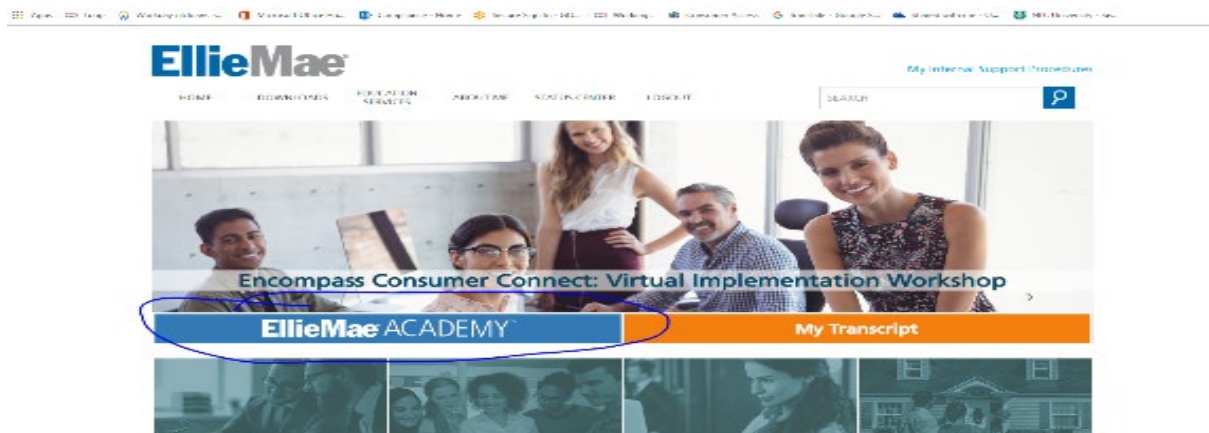 Apps
EllieMae
My Internal Support Procedures
HOME DOWNLOADS EDUCATION SERVICES ABOUT ME STATUS CENTER LOGOUT SEARCH
Encompass Consumer Connect: Virtual Implementation Workshop
EllieMae ACADEMY My Transcript